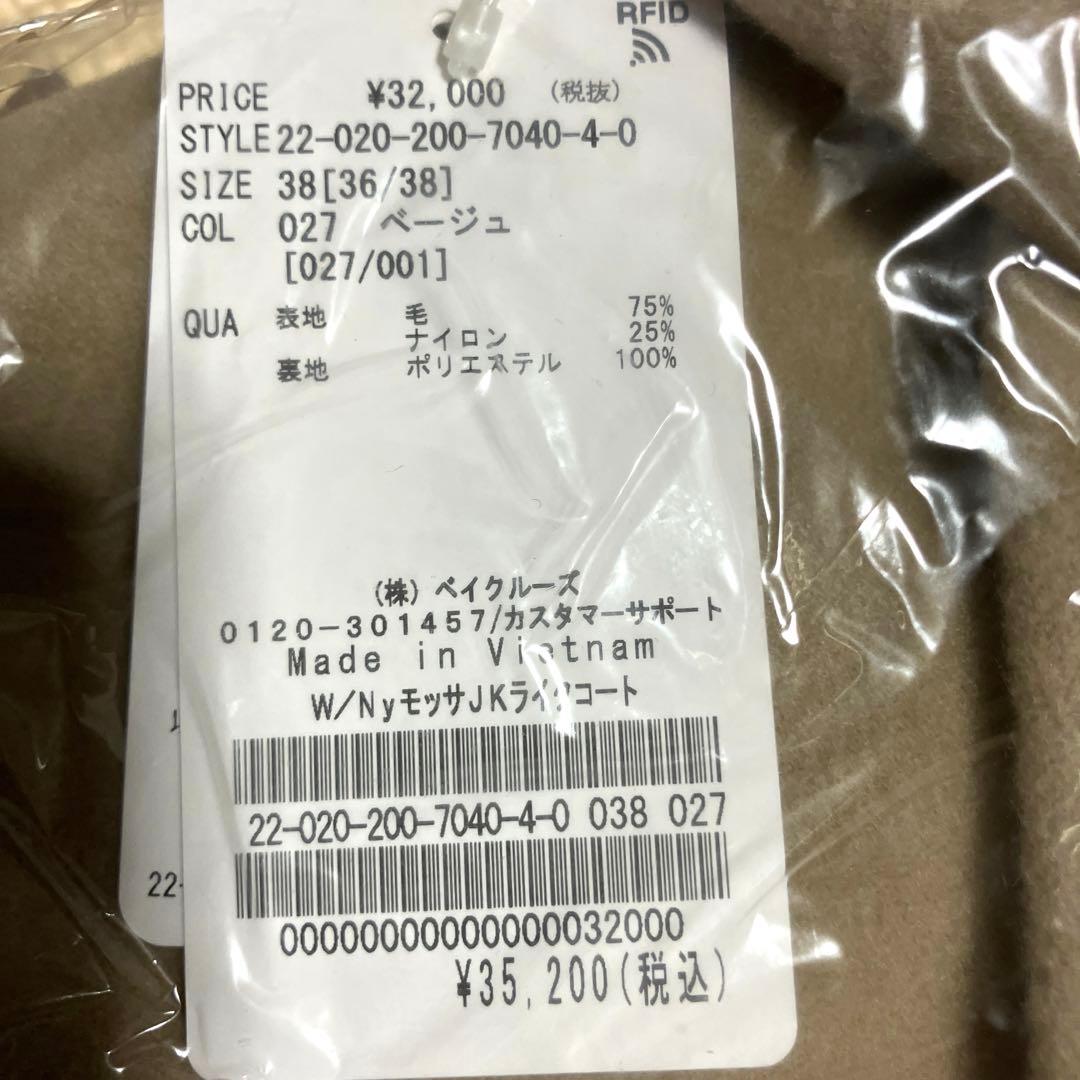 RFID
PRICE ¥32,000 (税抜)
STYLE 22-020-200-7040-4-0
SIZE 38[36/38]
COL 027 ベージュ
[027/001]
QUA 表地 毛 75%
ナイロン 25%
裏地 ポリエステル 100%
(株)ベイクルーズ
0120-301457/カスタマーサポート
Made in Vietnam
W/NyモッサJKライクコート
22-020-200-7040-4-0 038 027
22-
00000000000000032000
¥35,200(税込)